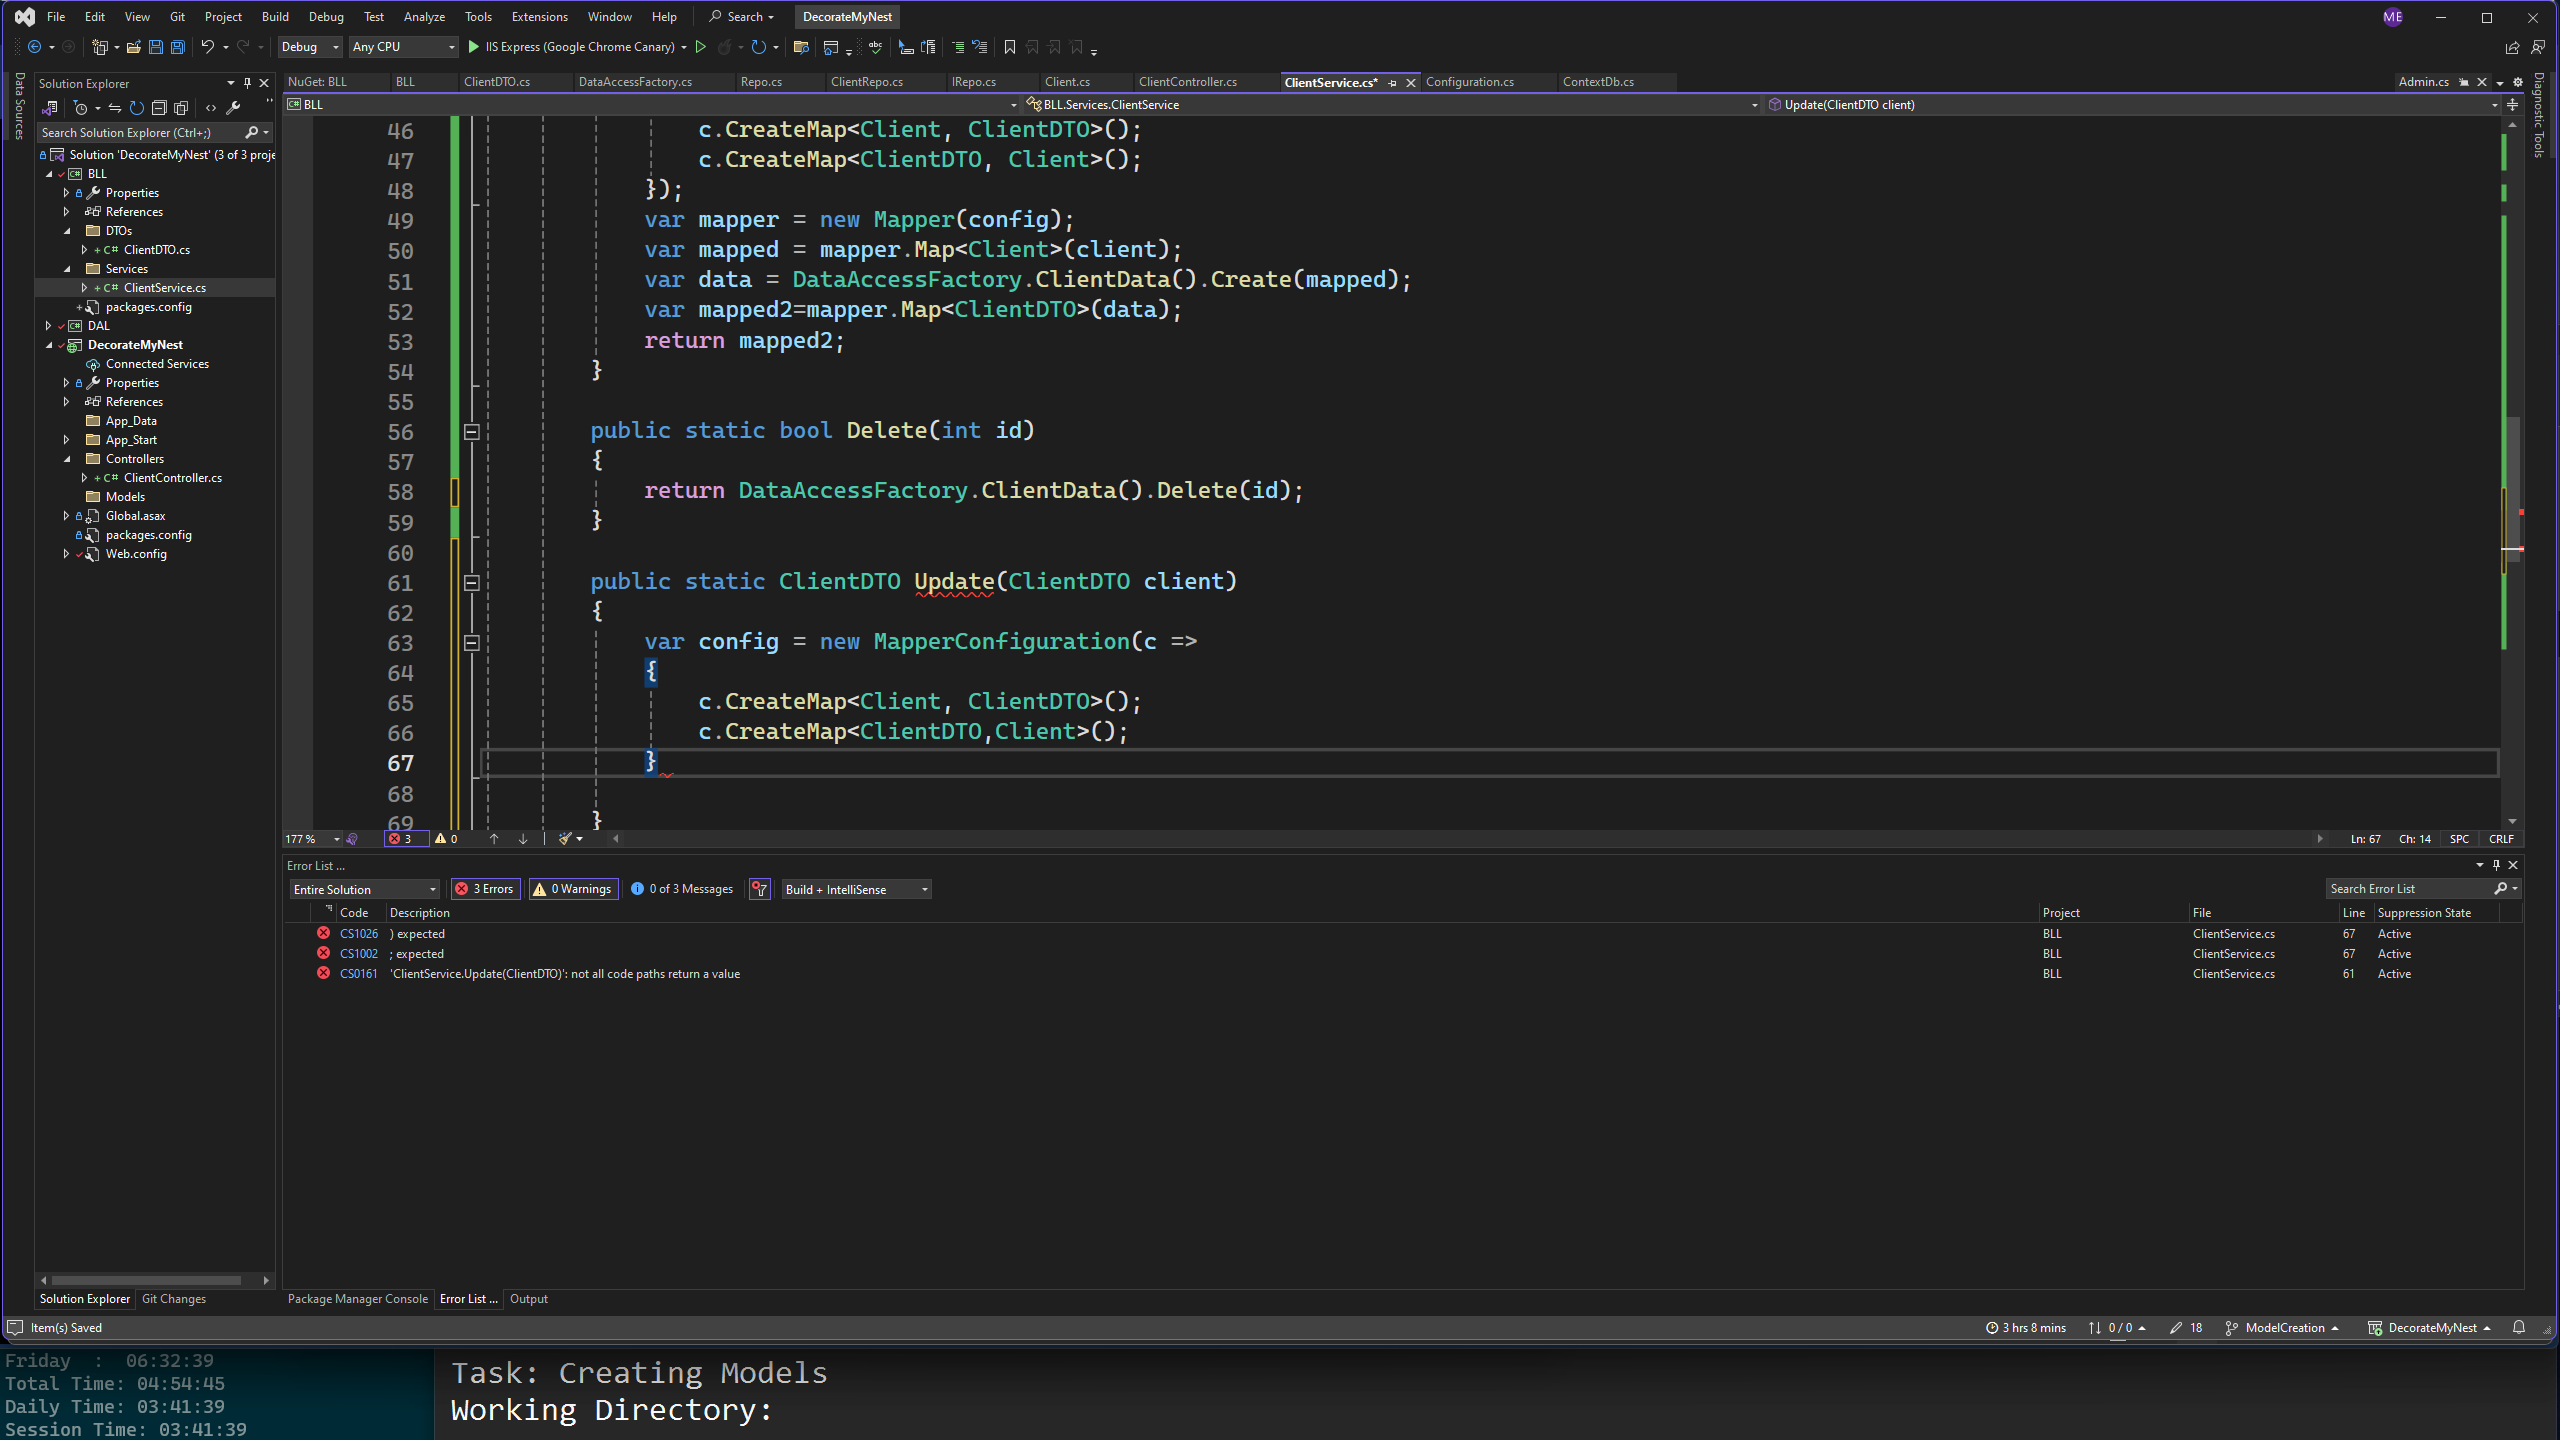 File Edit View Git Project Build Debug Test Analyze Tools Extensions Window Help Search DecorateMyNest ME
Debug Any CPU IIS Express (Google Chrome Canary)
Data Sources
Solution Explorer
Search Solution Explorer (Ctrl+;)
Solution 'DecorateMyNest' (3 of 3 proje
BLL
Properties
References
DTOs
ClientDTO.cs
Services
ClientService.cs
packages.config
DAL
DecorateMyNest
Connected Services
Properties
References
App_Data
App_Start
Controllers
ClientController.cs
Models
Global.asax
packages.config
Web.config
Solution Explorer Git Changes
NuGet: BLL BLL ClientDTO.cs DataAccessFactory.cs Repo.cs ClientRepo.cs IRepo.cs Client.cs ClientController.cs ClientService.cs* Configuration.cs ContextDb.cs Admin.cs
BLL BLL.Services.ClientService Update(ClientDTO client)
Diagnostic Tools
46 c.CreateMap<Client, ClientDTO>();
47 c.CreateMap<ClientDTO, Client>();
48 });
49 var mapper = new Mapper(config);
50 var mapped = mapper.Map<Client>(client);
51 var data = DataAccessFactory.ClientData().Create(mapped);
52 var mapped2=mapper.Map<ClientDTO>(data);
53 return mapped2;
54 }
55
56 public static bool Delete(int id)
57 {
58 return DataAccessFactory.ClientData().Delete(id);
59 }
60
61 public static ClientDTO Update(ClientDTO client)
62 {
63 var config = new MapperConfiguration(c =>
64 {
65 c.CreateMap<Client, ClientDTO>();
66 c.CreateMap<ClientDTO,Client>();
67 }
68
69 }
177 % 3 0 Ln: 67 Ch: 14 SPC CRLF
Error List ...
Entire Solution 3 Errors 0 Warnings 0 of 3 Messages Build + IntelliSense Search Error List
Code Description Project File Line Suppression State
CS1026 ) expected BLL ClientService.cs 67 Active
CS1002 ; expected BLL ClientService.cs 67 Active
CS0161 'ClientService.Update(ClientDTO)': not all code paths return a value BLL ClientService.cs 61 Active
Package Manager Console Error List ... Output
Item(s) Saved 3 hrs 8 mins 0 / 0 18 ModelCreation DecorateMyNest
Friday : 06:32:39
Total Time: 04:54:45
Daily Time: 03:41:39
Session Time: 03:41:39
Task: Creating Models
Working Directory: